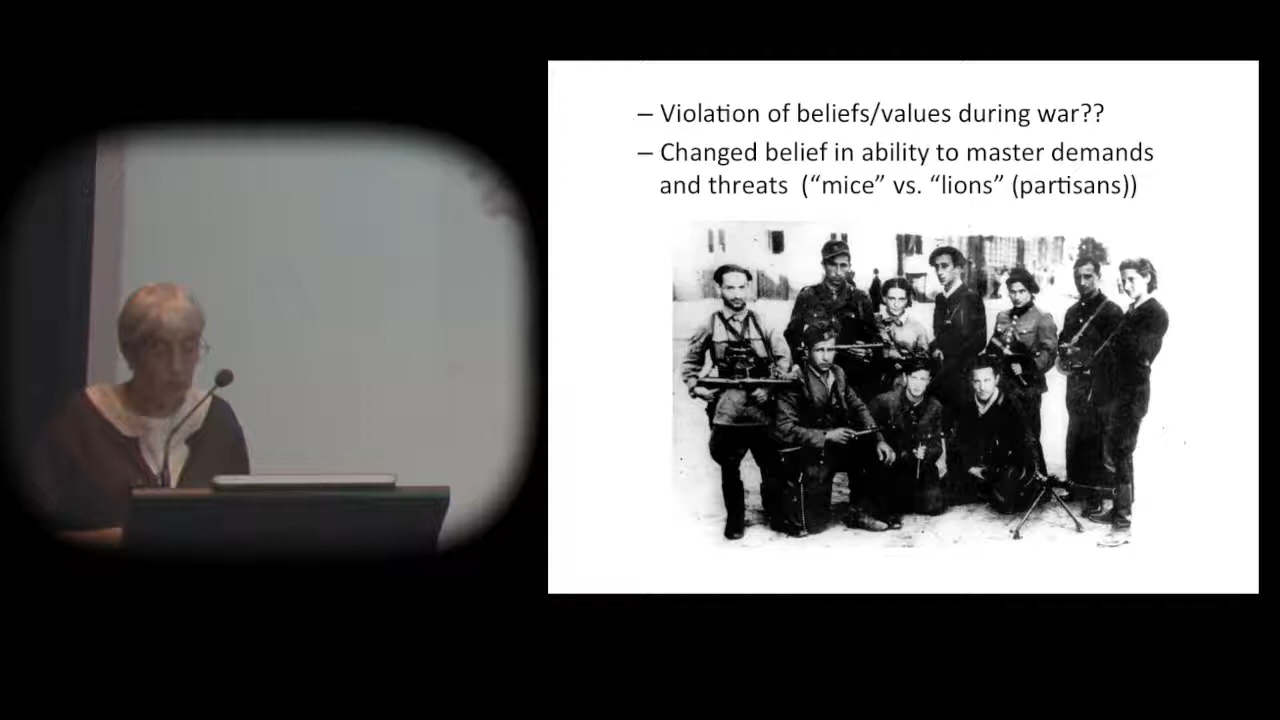 – Violation of beliefs/values during war??
– Changed belief in ability to master demands
and threats (“mice” vs. “lions” (partisans))